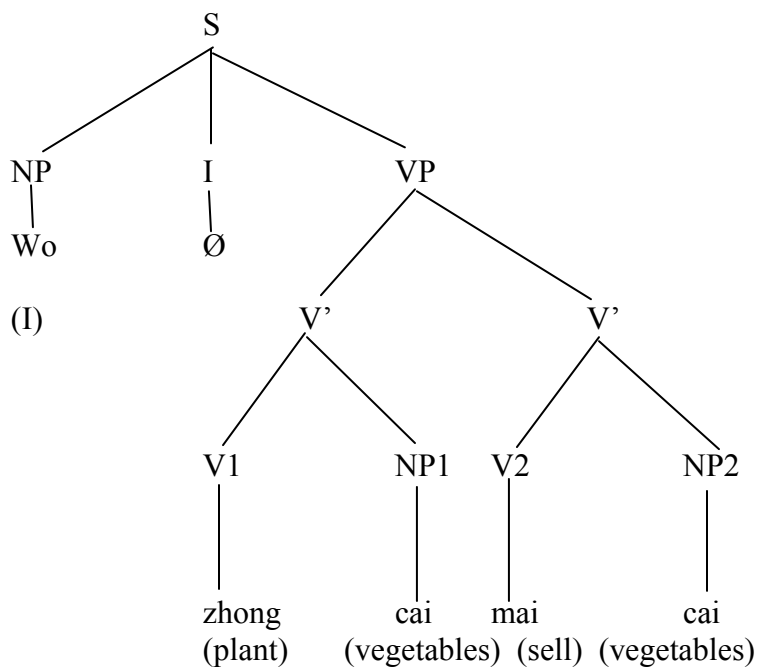 S
NP I VP
Wo Ø
(I) V’ V’
V1 NP1 V2 NP2
zhong cai mai cai
(plant) (vegetables) (sell) (vegetables)